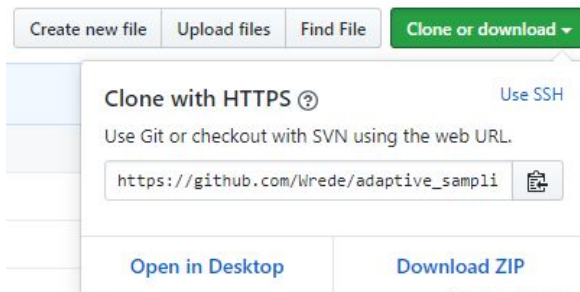 Create new file Upload files Find File Clone or download
Clone with HTTPS Use SSH
Use Git or checkout with SVN using the web URL.
https://github.com/Wrede/adaptive_sampli
Open in Desktop Download ZIP